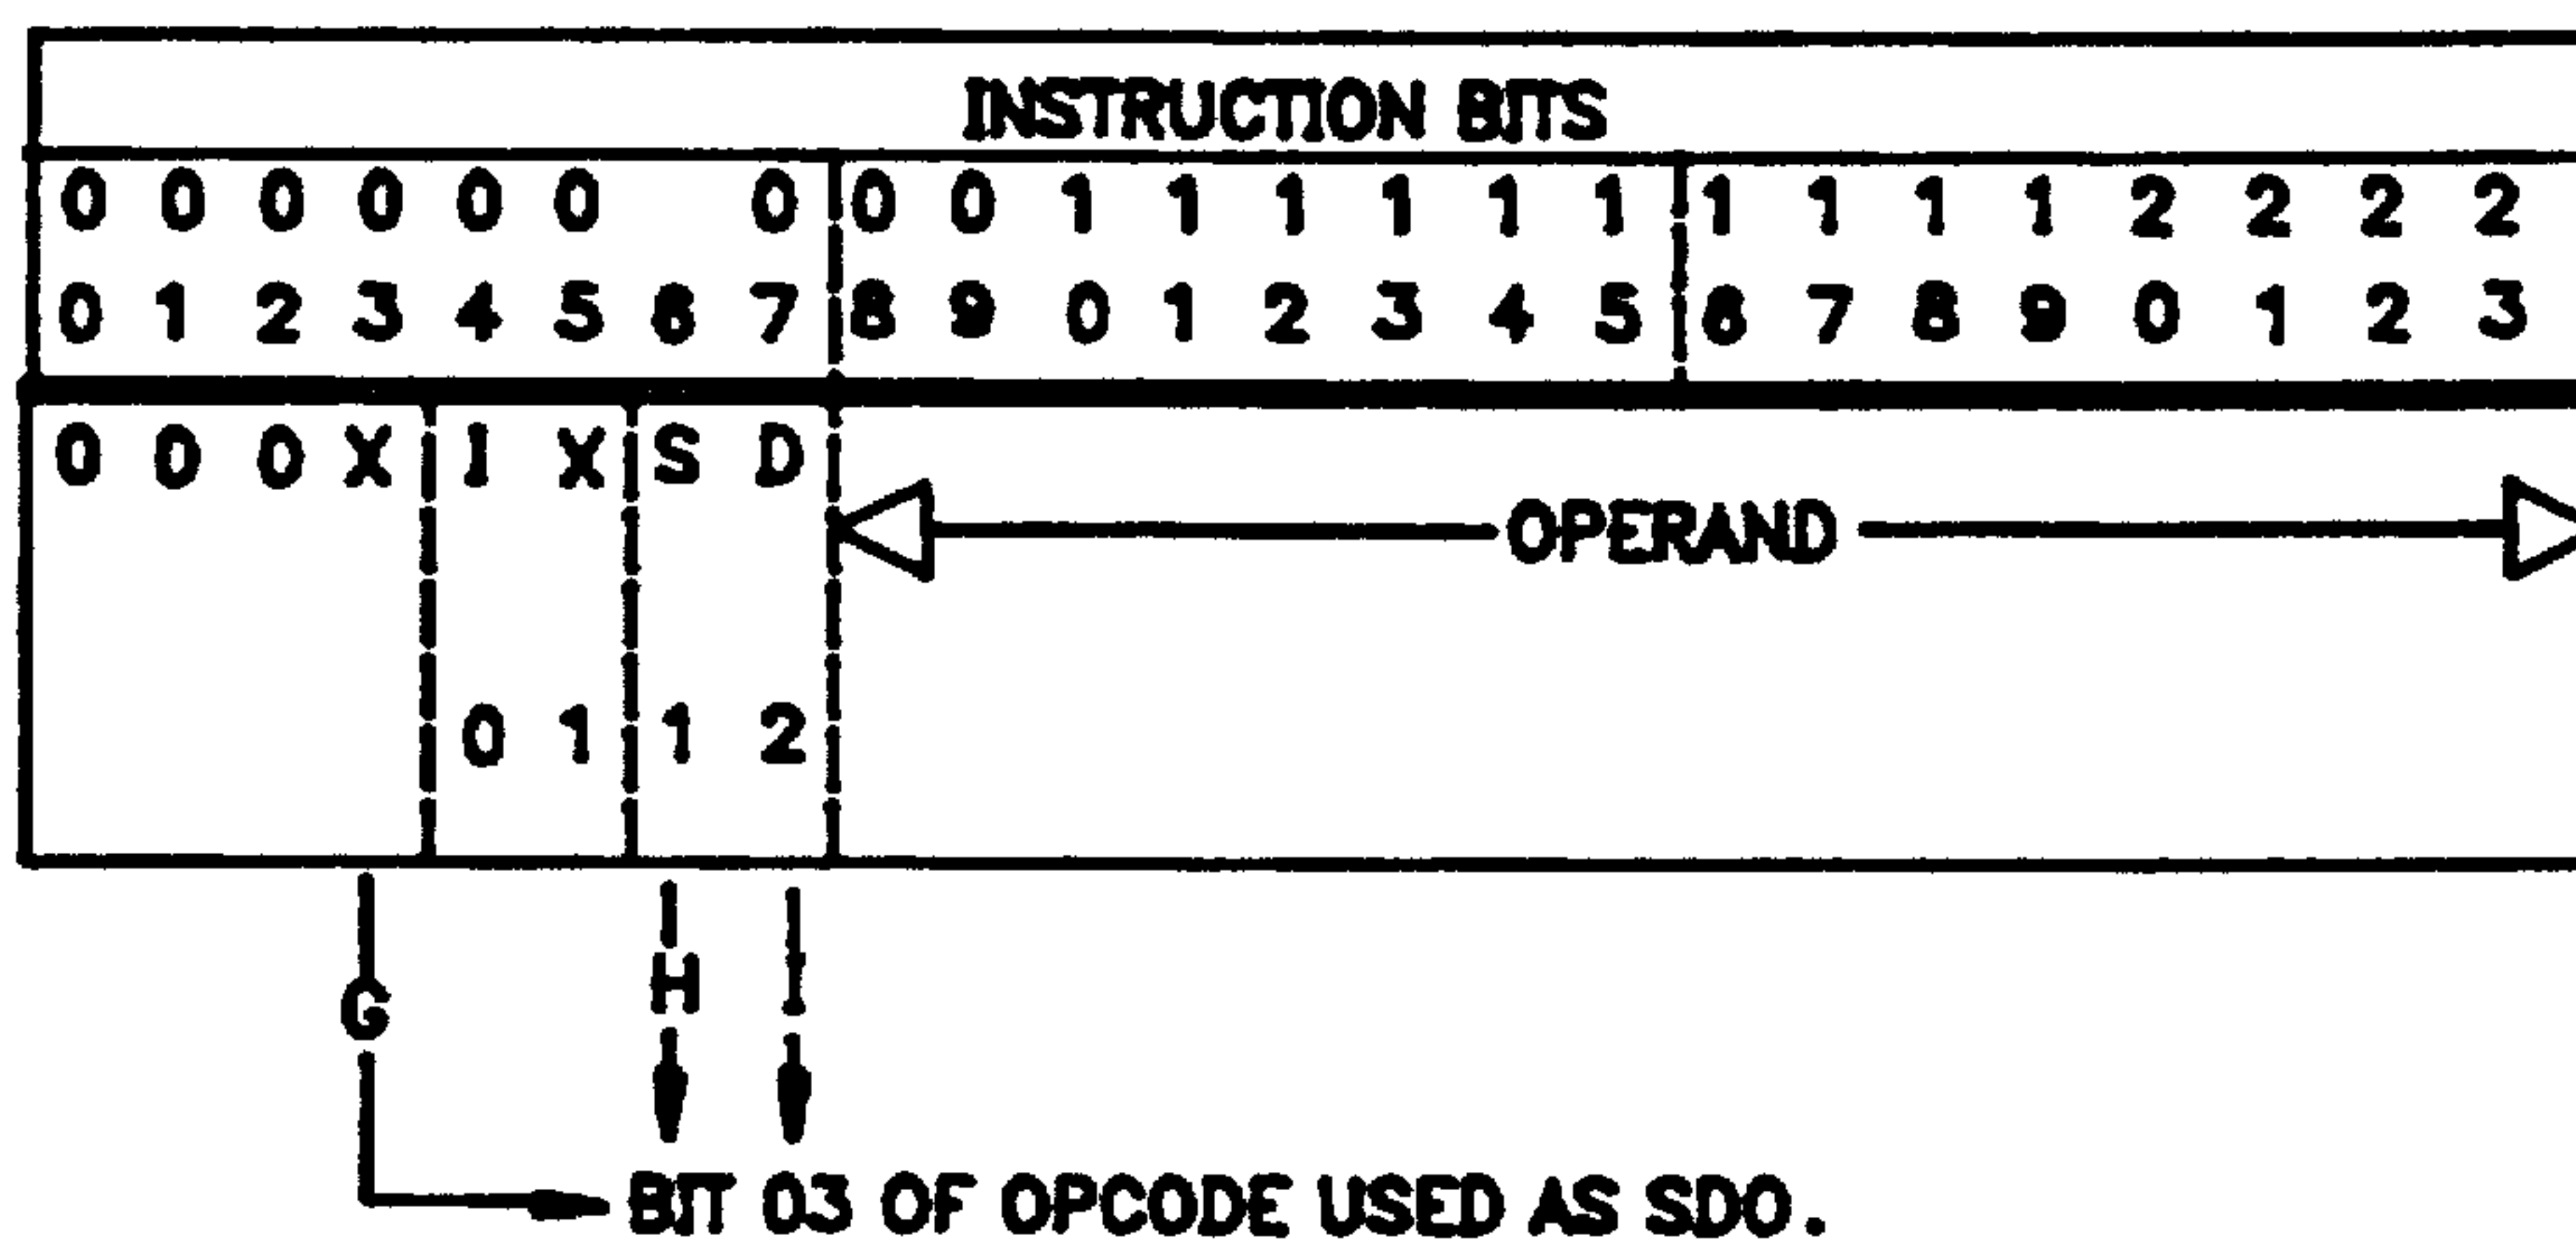 INSTRUCTION BITS
0 0 0 0 0 0 0 0 0 1 1 1 1 1 1 1 1 1 1 2 2 2 2
0 1 2 3 4 5 6 7 8 9 0 1 2 3 4 5 6 7 8 9 0 1 2 3
0 0 0 X I X S D
OPERAND
0 1 1 2
H I
G
BIT 03 OF OPCODE USED AS SD0.